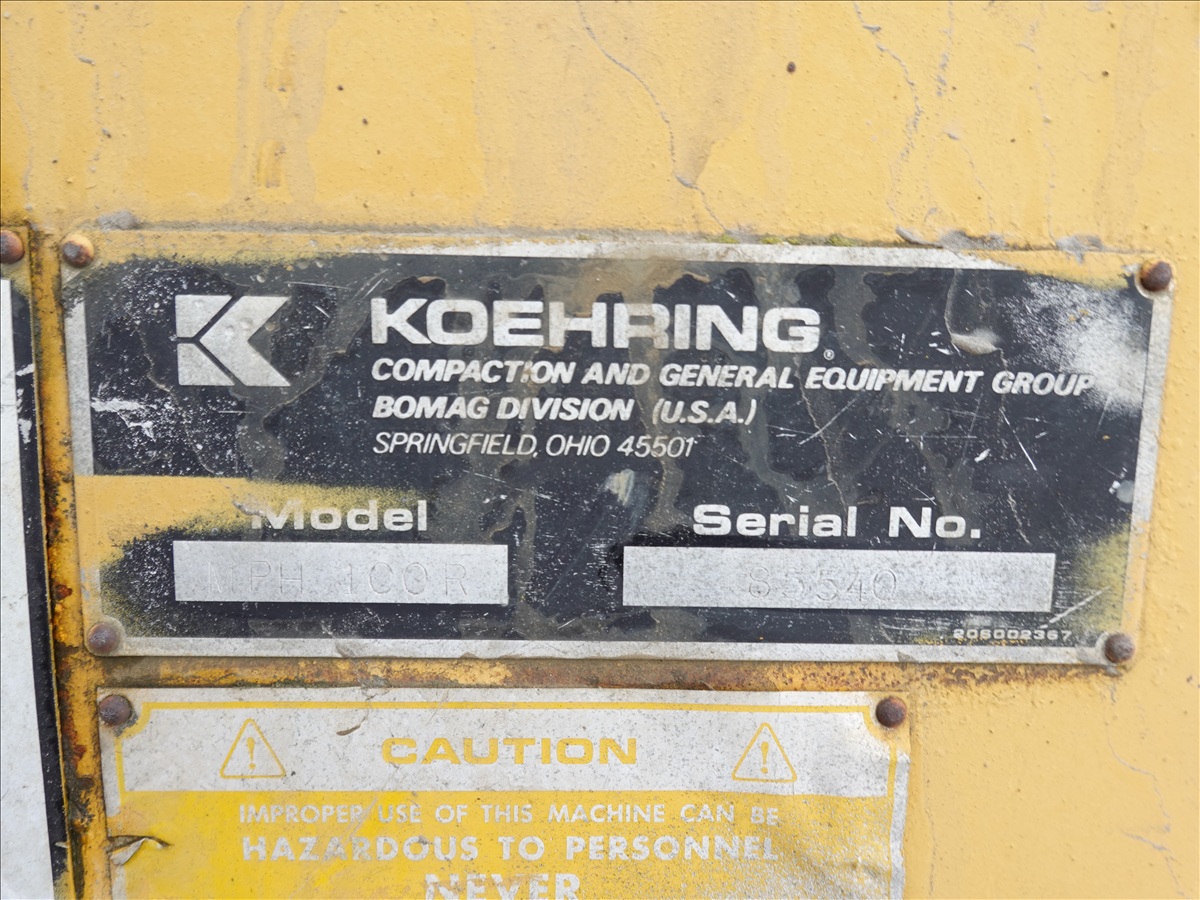 KOEHRING®
COMPACTION AND GENERAL EQUIPMENT GROUP
BOMAG DIVISION (U.S.A.)
SPRINGFIELD, OHIO 45501
Model Serial No.
MPH 100R 85540
206002367
CAUTION
IMPROPER USE OF THIS MACHINE CAN BE
HAZARDOUS TO PERSONNEL
NEVER